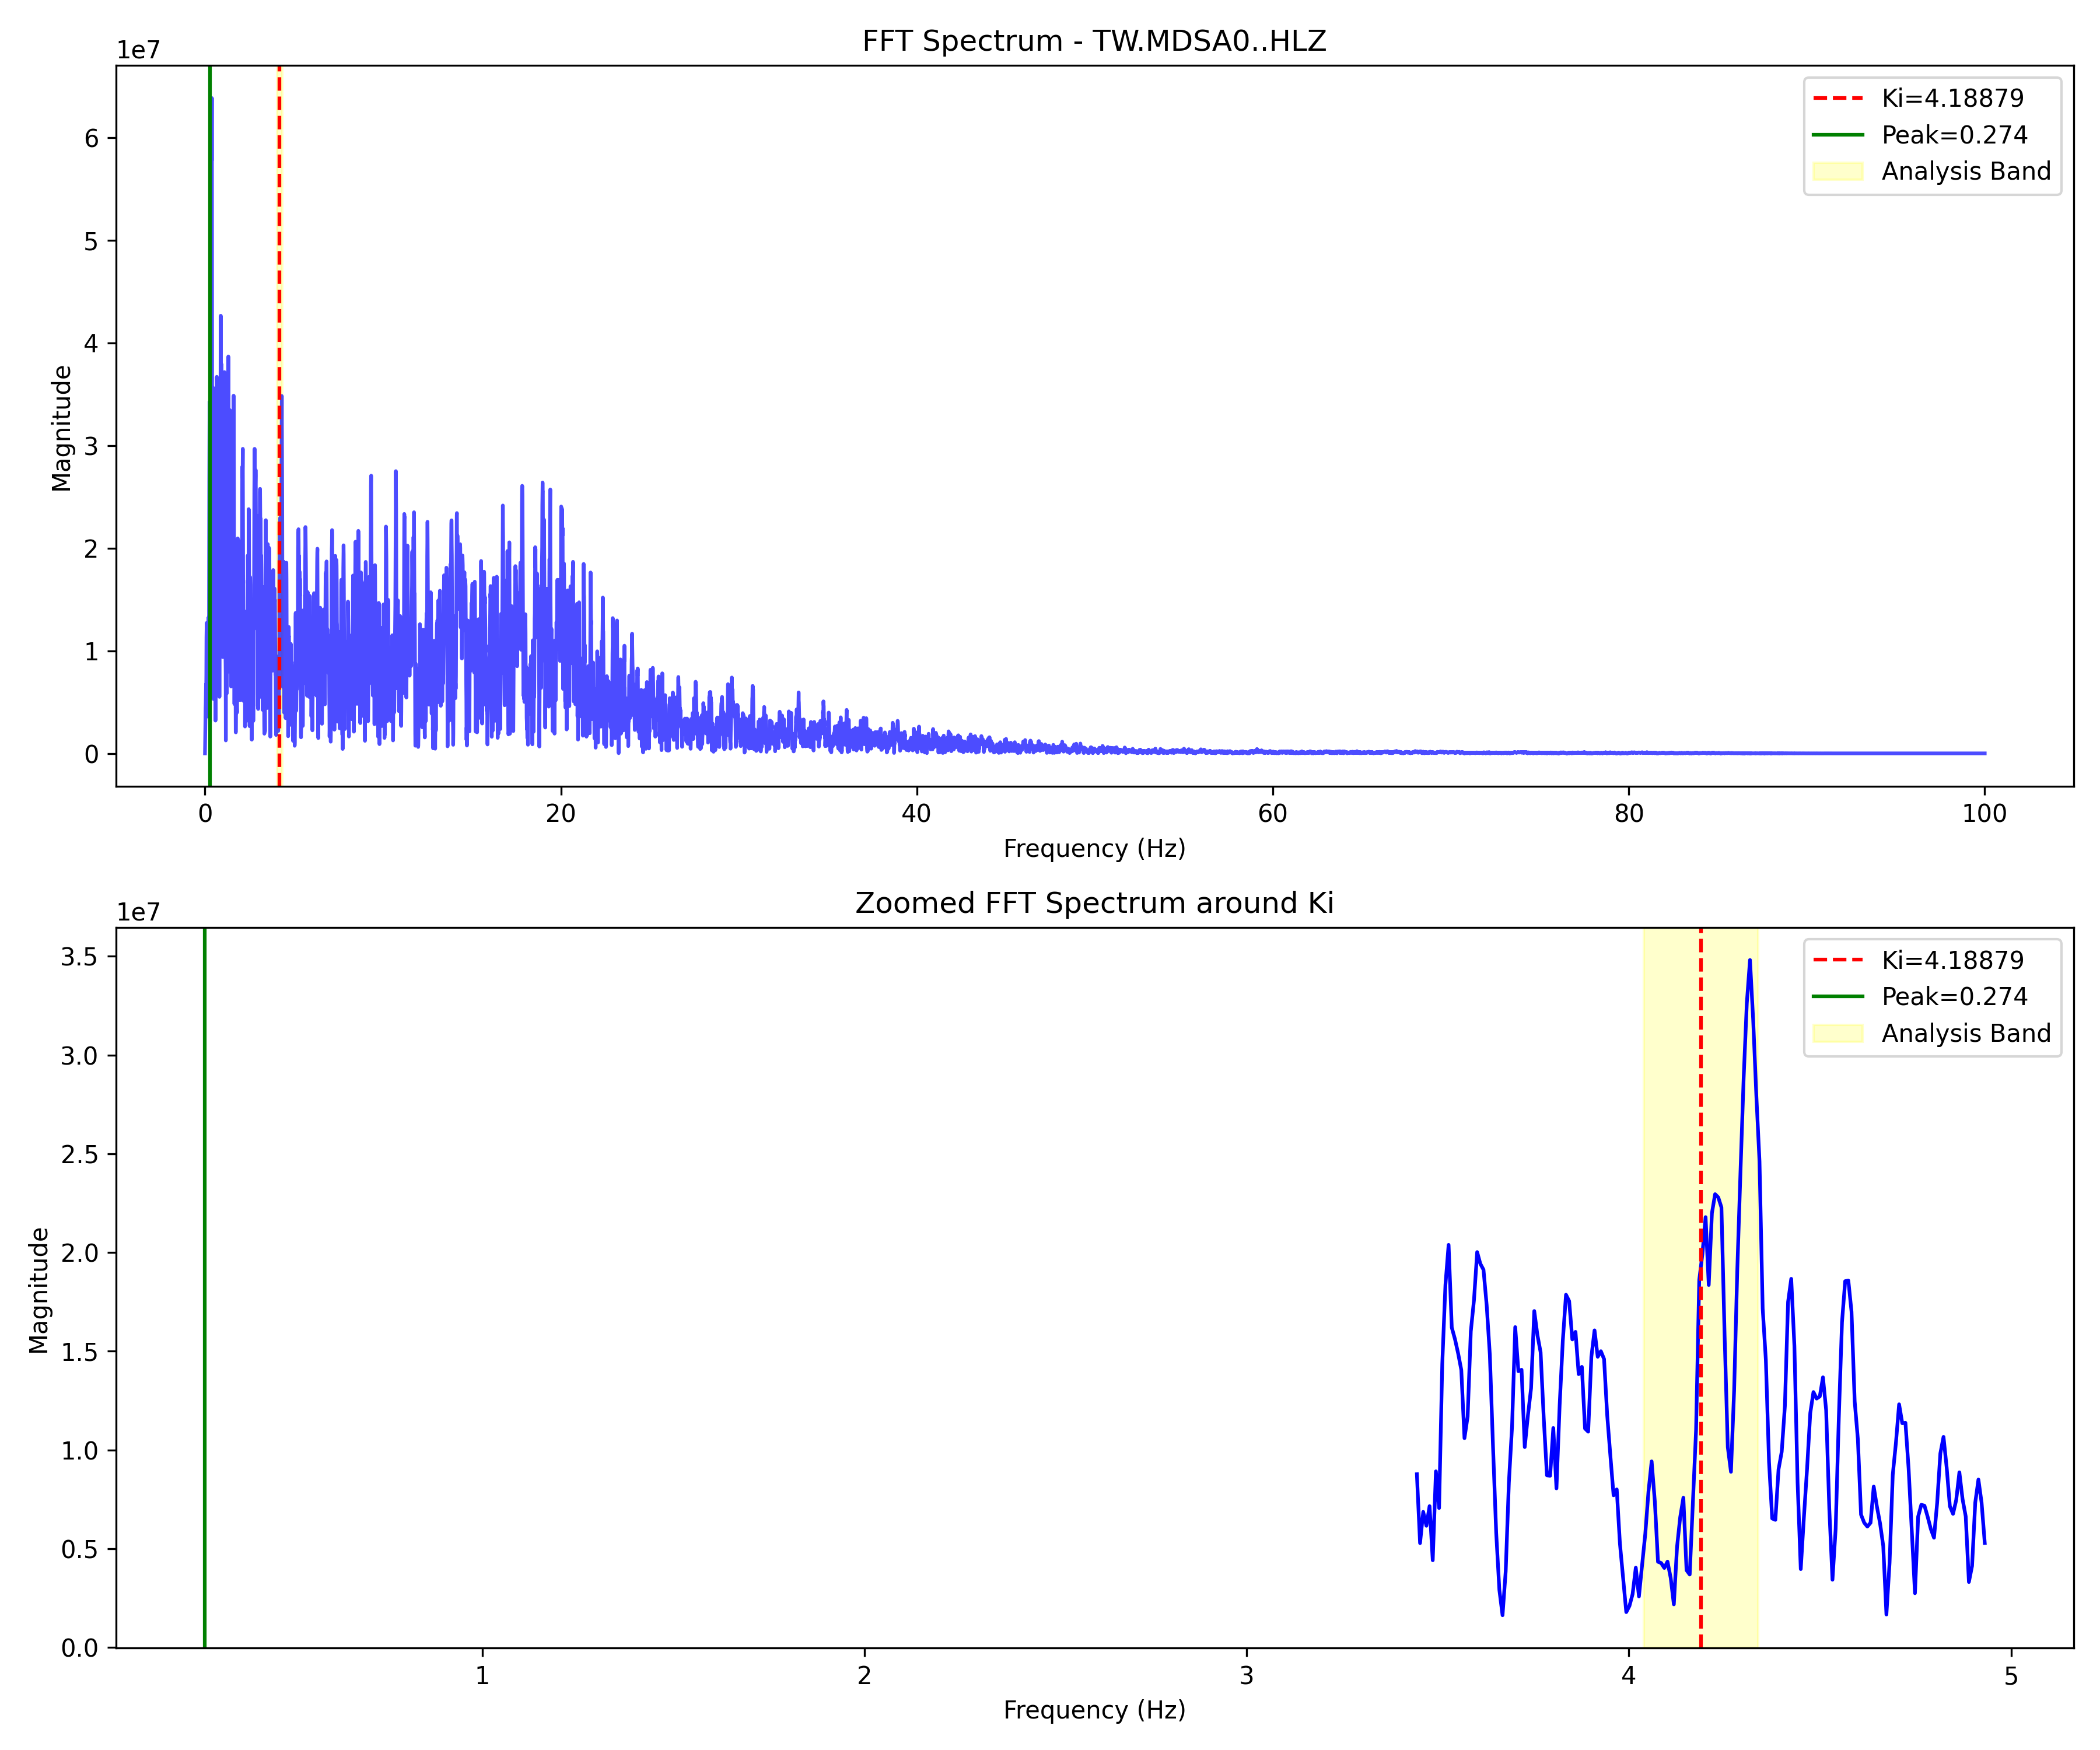 FFT Spectrum - TW.MDSA0..HLZ
1e7
Ki=4.18879
Peak=0.274
Analysis Band
6
5
4
3
2
1
0
Magnitude
0 20 40 60 80 100
Frequency (Hz)
Zoomed FFT Spectrum around Ki
1e7
Ki=4.18879
Peak=0.274
Analysis Band
3.5
3.0
2.5
2.0
1.5
1.0
0.5
0.0
Magnitude
1 2 3 4 5
Frequency (Hz)